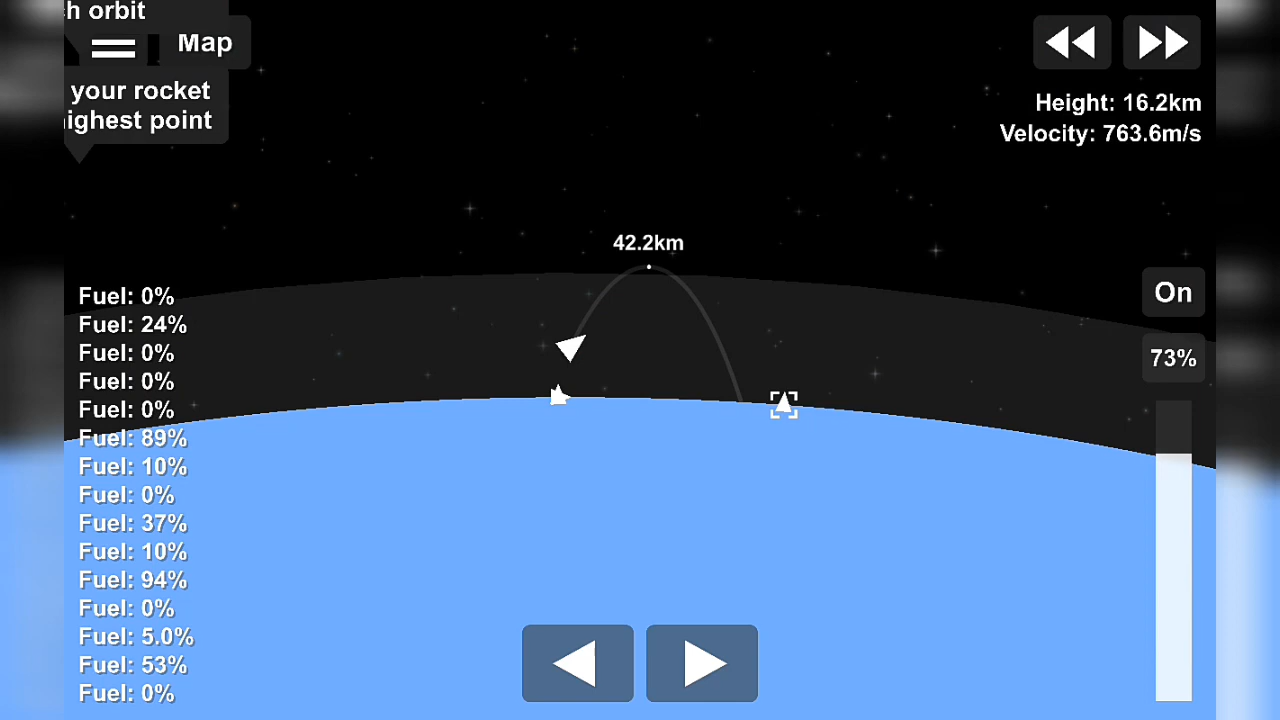 h orbit
Map
your rocket
ighest point
Height: 16.2km
Velocity: 763.6m/s
42.2km
On
73%
Fuel: 0%
Fuel: 24%
Fuel: 0%
Fuel: 0%
Fuel: 0%
Fuel: 89%
Fuel: 10%
Fuel: 0%
Fuel: 37%
Fuel: 10%
Fuel: 94%
Fuel: 0%
Fuel: 5.0%
Fuel: 53%
Fuel: 0%